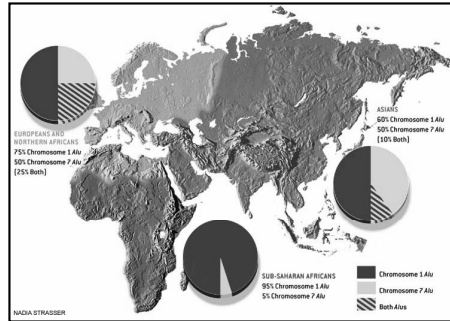 EUROPEANS AND
NORTHERN AFRICANS
75% Chromosome 1 Alu
50% Chromosome 7 Alu
(25% Both)
ASIANS
60% Chromosome 1 Alu
50% Chromosome 7 Alu
(10% Both)
SUB-SAHARAN AFRICANS
95% Chromosome 1 Alu
5% Chromosome 7 Alu
Chromosome 1 Alu
Chromosome 7 Alu
Both Alus
NADIA STRASSER